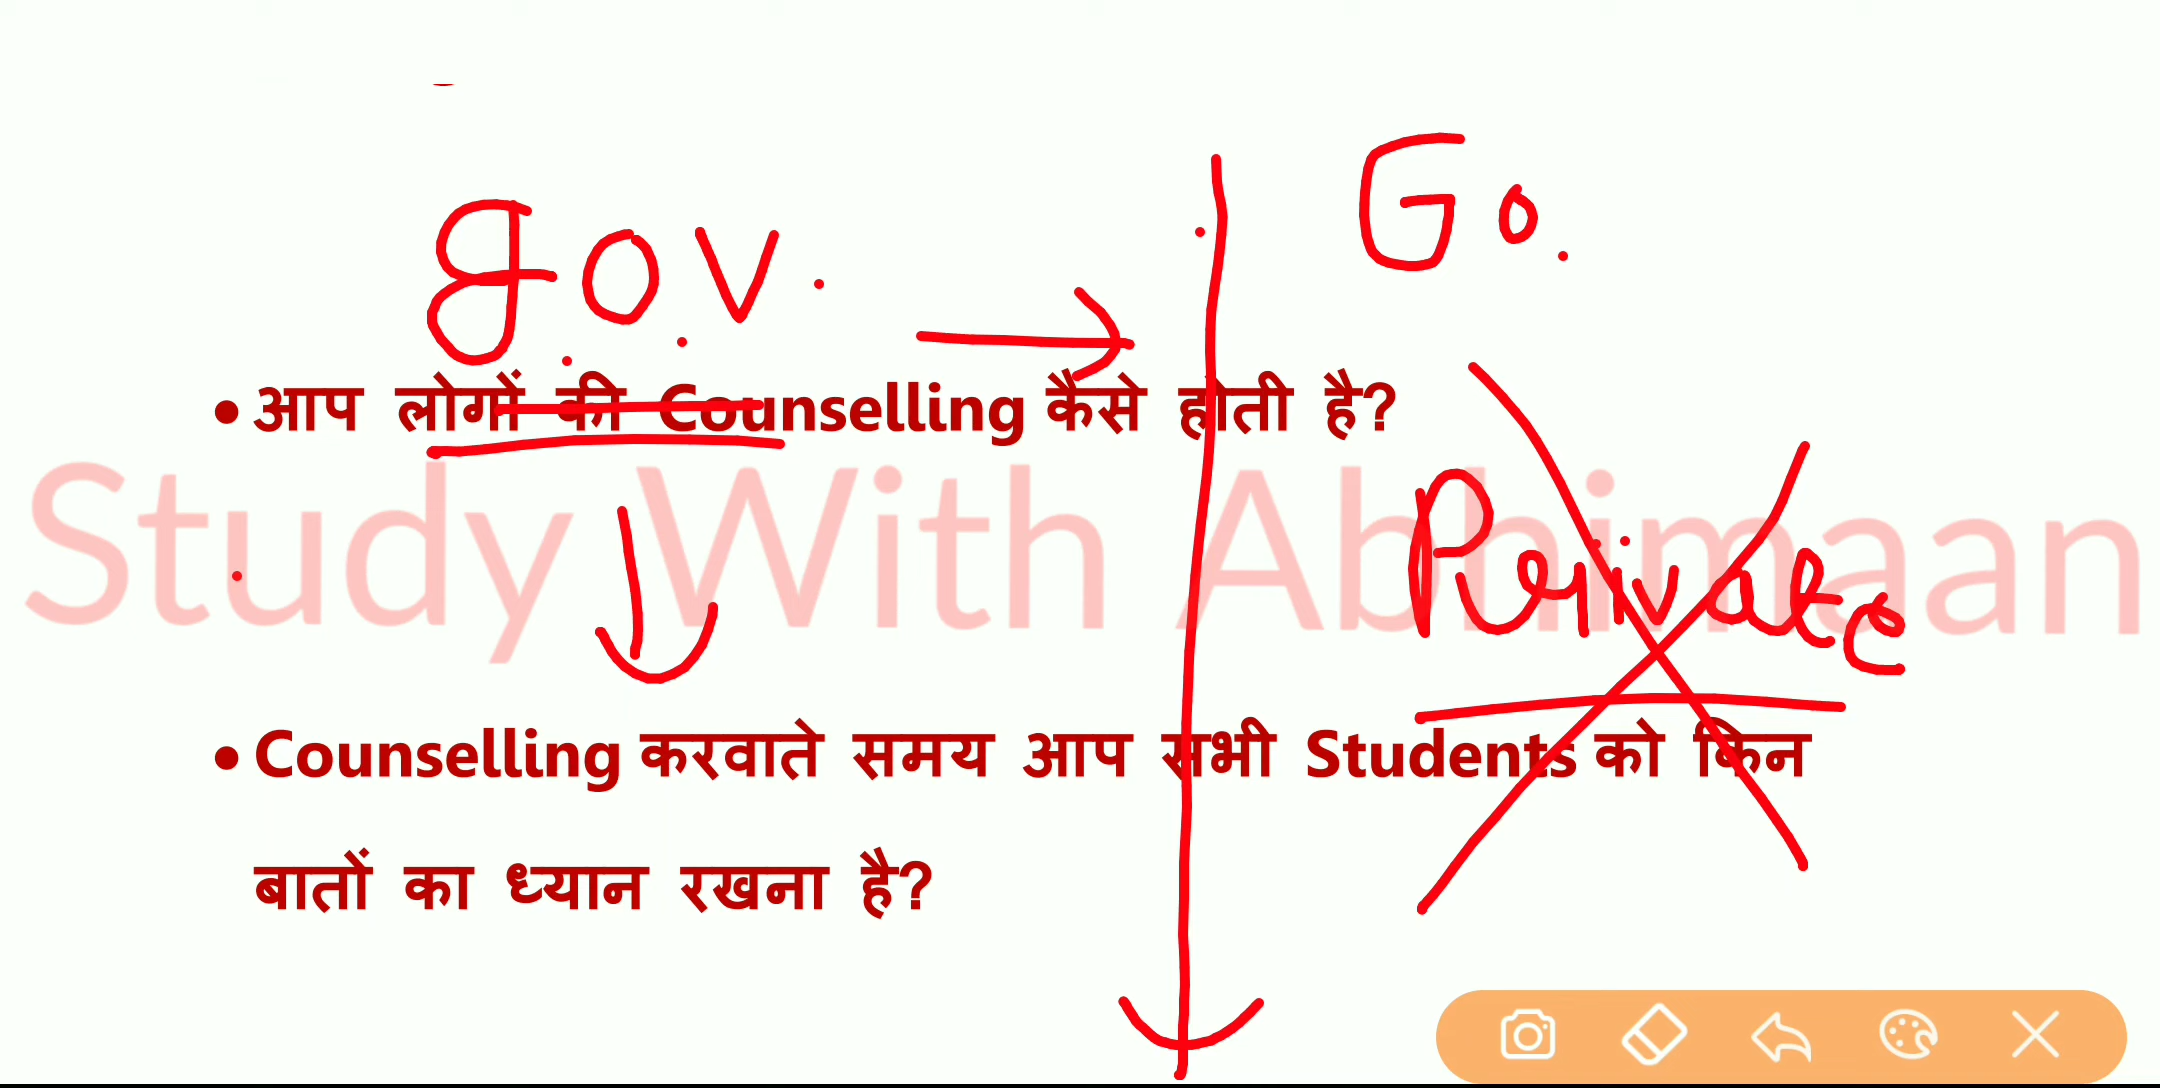 gov.
Go.
• आप लोगों की Counselling कैसे होती है?
Study With Abhimaan
Private
• Counselling करवाते समय आप सभी Students को किन
बातों का ध्यान रखना है?